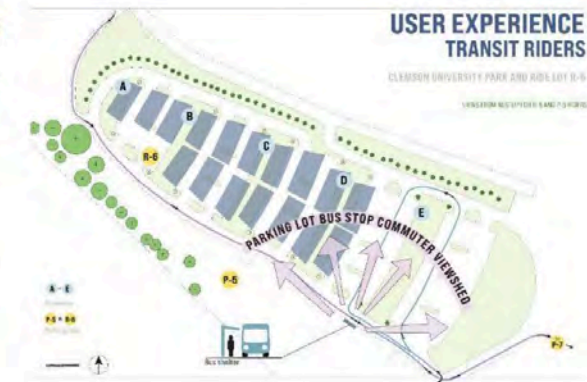 USER EXPERIENCE
TRANSIT RIDERS
CLEMSON UNIVERSITY PARK AND RIDE LOT R-6
A
B
C
R-6
D
E
PARKING LOT BUS STOP COMMUTER VIEWSHED
P-5
A - E
P-5 + R-6
Bus Shelter
P-7